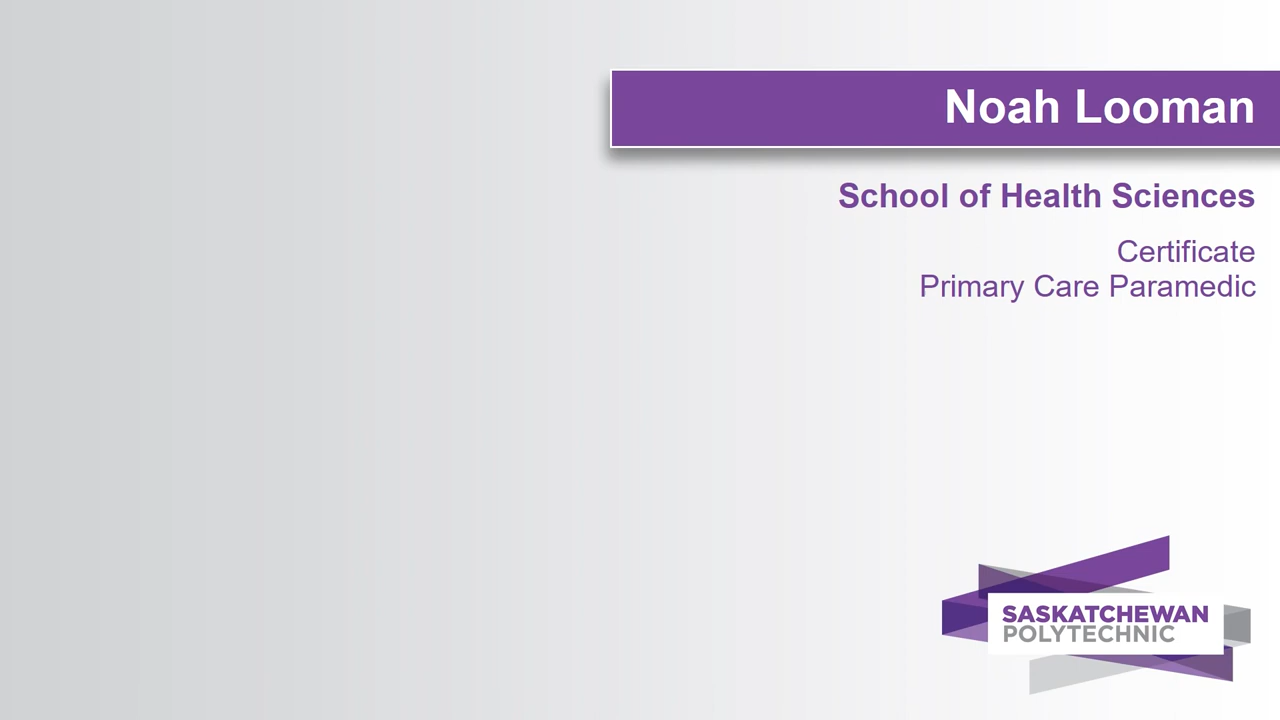 Noah Looman
School of Health Sciences
Certificate
Primary Care Paramedic
SASKATCHEWAN
POLYTECHNIC